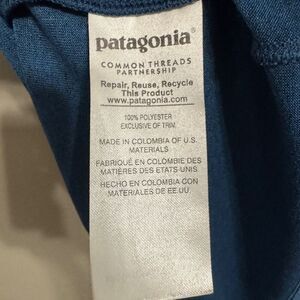 patagonia®
COMMON THREADS
PARTNERSHIP
Repair, Reuse, Recycle
This Product
www.patagonia.com
100% POLYESTER
EXCLUSIVE OF TRIM
MADE IN COLOMBIA OF U.S.
MATERIALS
FABRIQUÉ EN COLOMBIE DES
MATIÈRES DES ETATS-UNIS
HECHO EN COLOMBIA CON
MATERIALES DE EE.UU.